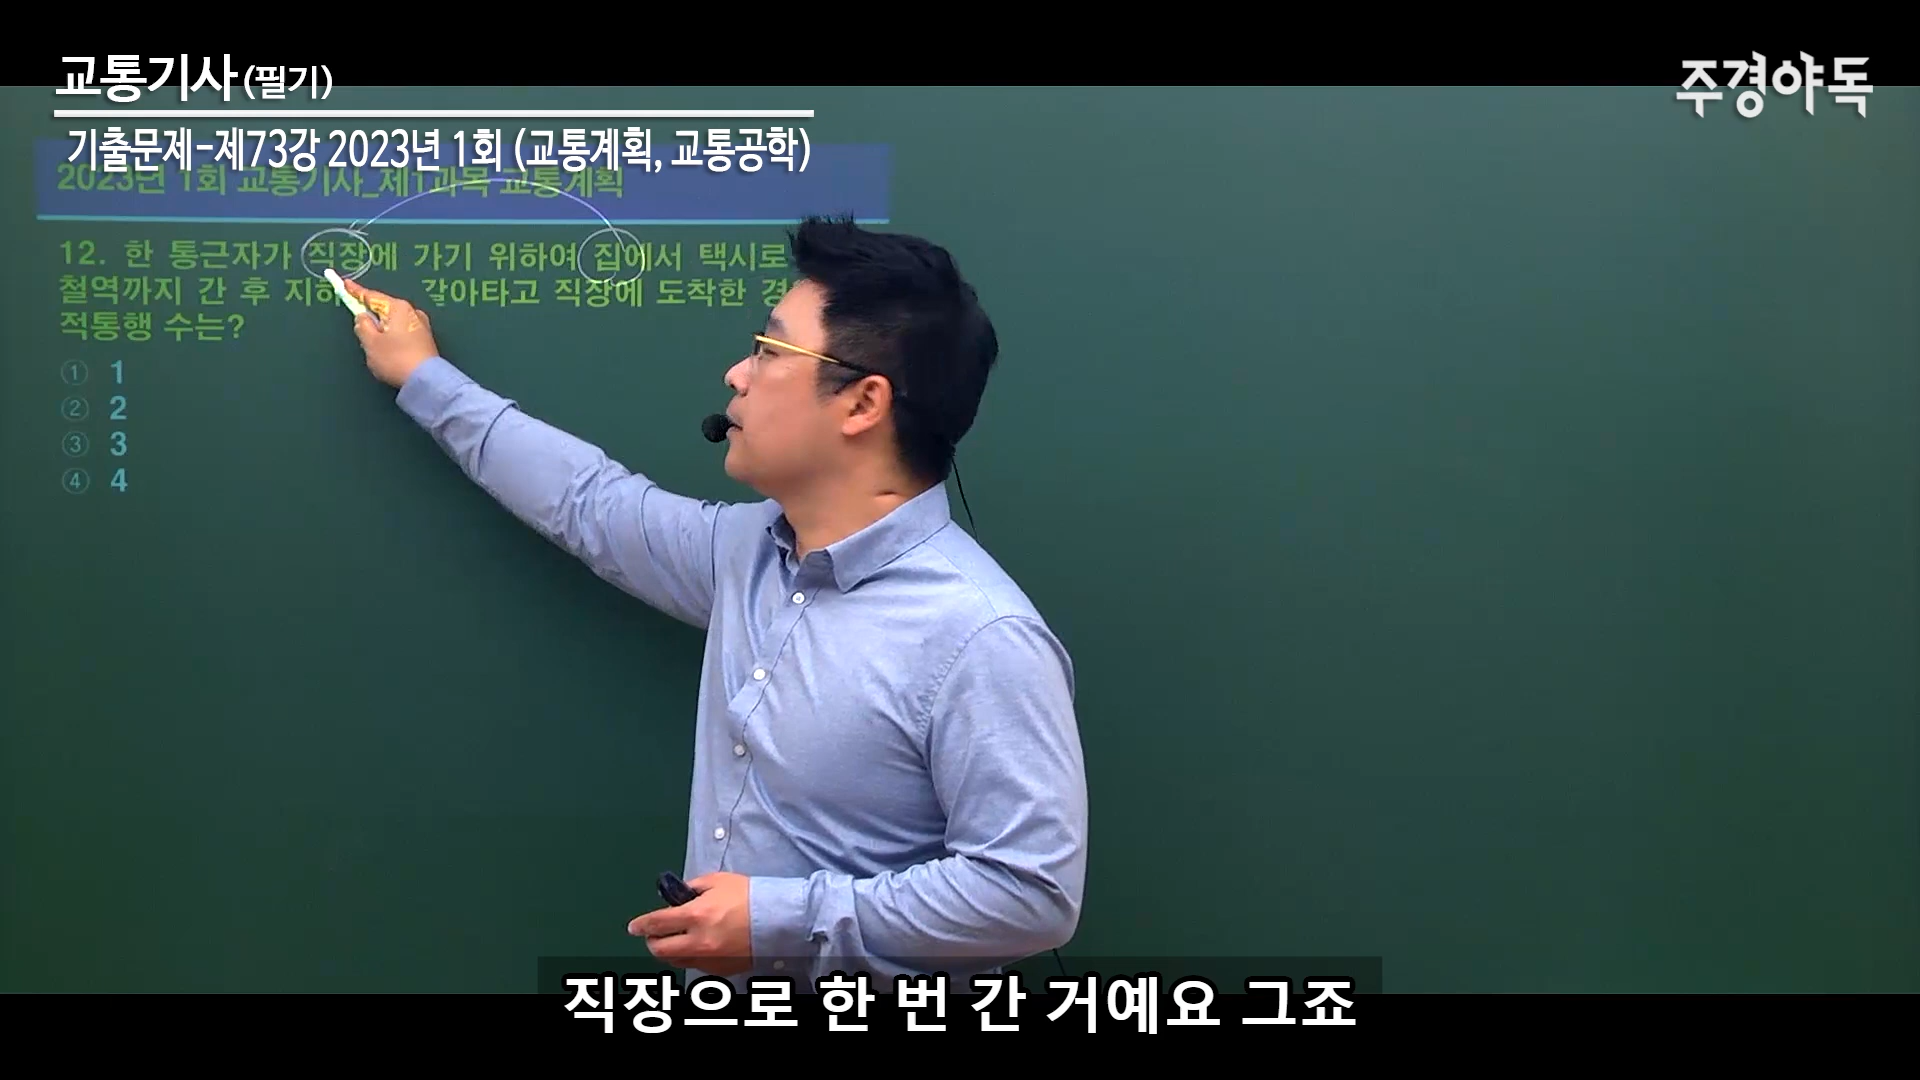 교통기사 (필기)
주경야독
기출문제-제73강 2023년 1회 (교통계획, 교통공학)
2023년 1회 교통기사_제1과목 교통계획
12. 한 통근자가 직장에 가기 위하여 집에서 택시로
철역까지 간 후 갈아타고 직장에 도착한
적통행 수는?
① 1
② 2
③ 3
④ 4
직장으로 한 번 간 거예요 그죠